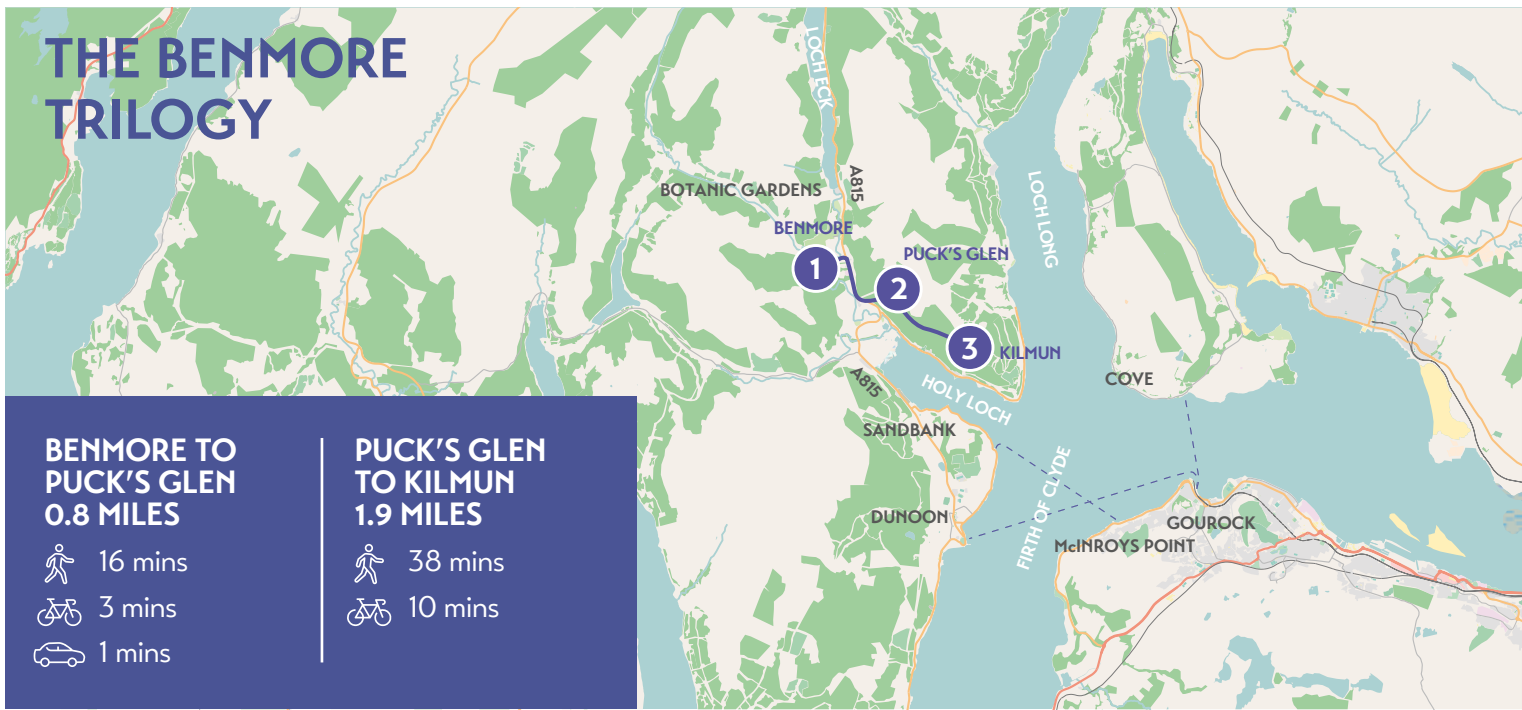 THE BENMORE
TRILOGY
LOCH ECK
A815
BOTANIC GARDENS
BENMORE
1
PUCK'S GLEN
2
3
KILMUN
LOCH LONG
COVE
A815
HOLY LOCH
SANDBANK
DUNOON
FIRTH OF CLYDE
GOUROCK
McINROYS POINT
BENMORE TO
PUCK'S GLEN
0.8 MILES
16 mins
3 mins
1 mins
PUCK'S GLEN
TO KILMUN
1.9 MILES
38 mins
10 mins